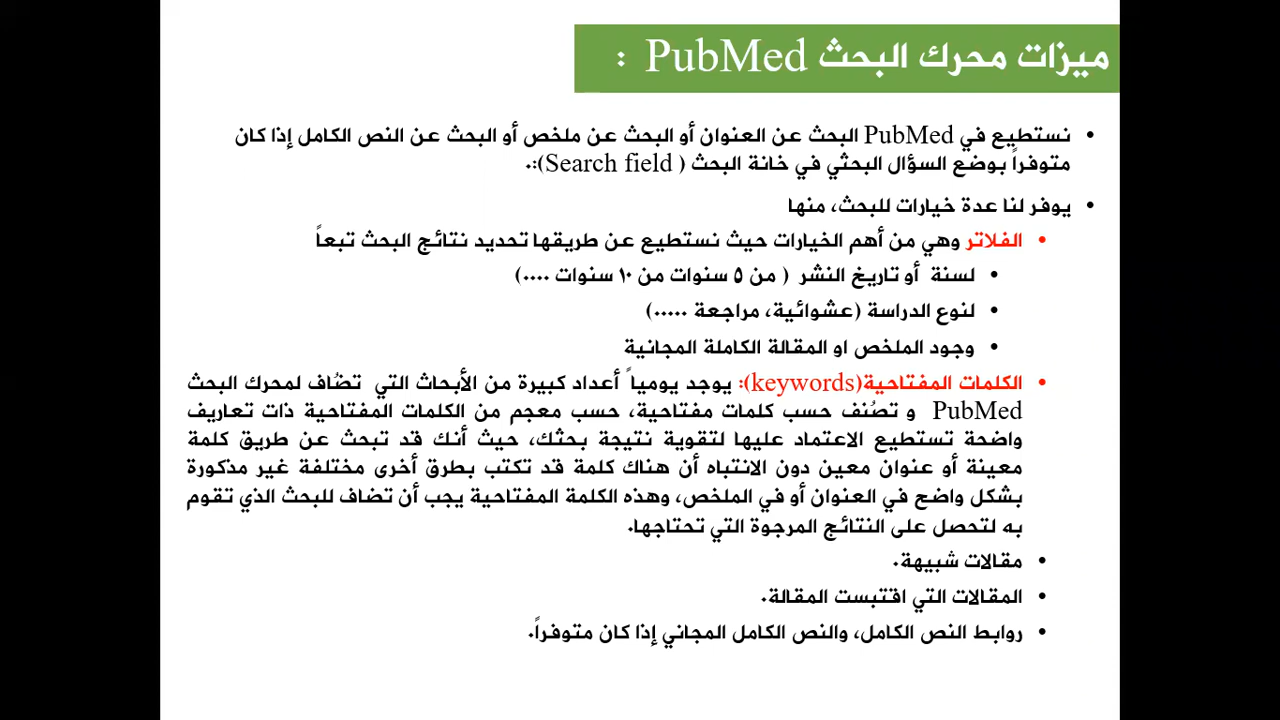 ميزات محرك البحث PubMed :
نستطيع في PubMed البحث عن العنوان أو البحث عن ملخص أو البحث عن النص الكامل إذا كان
متوفراً بوضع السؤال البحثي في خانة البحث ( Search field):.
يوفر لنا عدة خيارات للبحث، منها
الفلاتر وهي من أهم الخيارات حيث نستطيع عن طريقها تحديد نتائج البحث تبعاً
لسنة أو تاريخ النشر ( من ٥ سنوات من ١٠ سنوات ....)
لنوع الدراسة (عشوائية، مراجعة .....)
وجود الملخص او المقالة الكاملة المجانية
الكلمات المفتاحية(keywords): يوجد يومياً أعداد كبيرة من الأبحاث التي تضُاف لمحرك البحث
PubMed و تصُنف حسب كلمات مفتاحية، حسب معجم من الكلمات المفتاحية ذات تعاريف
واضحة تستطيع الاعتماد عليها لتقوية نتيجة بحثك، حيث أنك قد تبحث عن طريق كلمة
معينة أو عنوان معين دون الانتباه أن هناك كلمة قد تكتب بطرق أخرى مختلفة غير مذكورة
بشكل واضح في العنوان أو في الملخص، وهذه الكلمة المفتاحية يجب أن تضاف للبحث الذي تقوم
به لتحصل على النتائج المرجوة التي تحتاجها.
مقالات شبيهة.
المقالات التي اقتبست المقالة.
روابط النص الكامل، والنص الكامل المجاني إذا كان متوفراً.